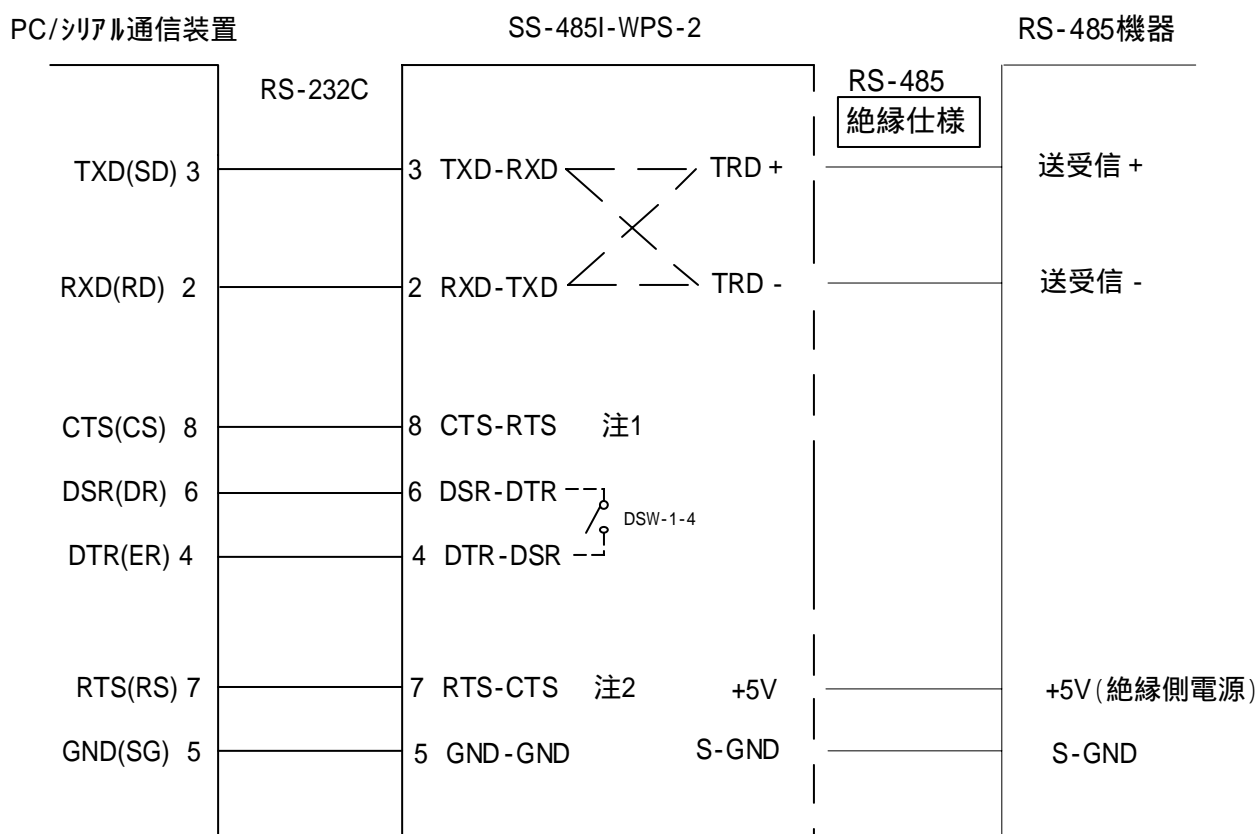 PC/ｼﾘｱﾙ通信装置 SS-485I-WPS-2 RS-485機器
RS-232C RS-485
絶縁仕様
TXD(SD) 3 3 TXD-RXD TRD + 送受信 +
RXD(RD) 2 2 RXD-TXD TRD - 送受信 -
CTS(CS) 8 8 CTS-RTS 注1
DSR(DR) 6 6 DSR-DTR
DSW-1-4
DTR(ER) 4 4 DTR-DSR
RTS(RS) 7 7 RTS-CTS 注2 +5V +5V(絶縁側電源)
GND(SG) 5 5 GND-GND S-GND S-GND